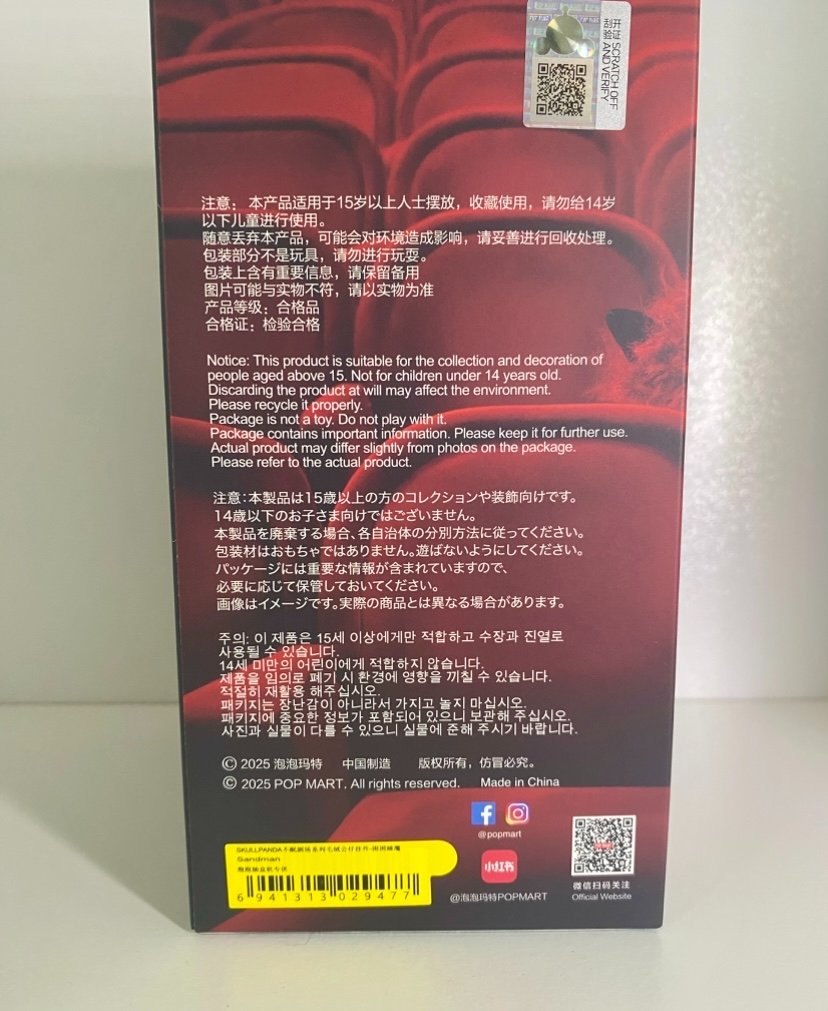 刮开验证 SCRATCH OFF AND VERIFY
注意： 本产品适用于15岁以上人士摆放，收藏使用，请勿给14岁
以下儿童进行使用。
随意丢弃本产品，可能会对环境造成影响，请妥善进行回收处理。
包装部分不是玩具，请勿进行玩耍。
包装上含有重要信息，请保留备用
图片可能与实物不符，请以实物为准
产品等级：合格品
合格证：检验合格
Notice: This product is suitable for the collection and decoration of
people aged above 15. Not for children under 14 years old.
Discarding the product at will may affect the environment.
Please recycle it properly.
Package is not a toy. Do not play with it.
Package contains important information. Please keep it for further use.
Actual product may differ slightly from photos on the package.
Please refer to the actual product.
注意：本製品は15歳以上の方のコレクションや装飾向けです。
14歳以下のお子さま向けではございません。
本製品を廃棄する場合、各自治体の分別方法に従ってください。
包装材はおもちゃではありません。遊ばないようにしてください。
パッケージには重要な情報が含まれていますので、
必要に応じて保管しておいてください。
画像はイメージです。実際の商品とは異なる場合があります。
주의: 이 제품은 15세 이상에게만 적합하고 수장과 진열로
사용될 수 있습니다.
14세 미만의 어린이에게 적합하지 않습니다.
제품을 임의로 폐기 시 환경에 영향을 끼칠 수 있습니다.
적절히 재활용 해주십시오.
패키지는 장난감이 아니라서 가지고 놀지 마십시오.
패키지에 중요한 정보가 포함되어 있으니 보관해 주십시오.
사진과 실물이 다를 수 있으니 실물에 준해 주시기 바랍니다.
© 2025 泡泡玛特 中国制造 版权所有，仿冒必究。
© 2025 POP MART. All rights reserved. Made in China
@popmart
小红书
@泡泡玛特POPMART
微信扫码关注
Official Website
SKULLPANDA不眠剧场系列毛绒公仔挂件-困困睡魔
Sandman
6 941313 029477